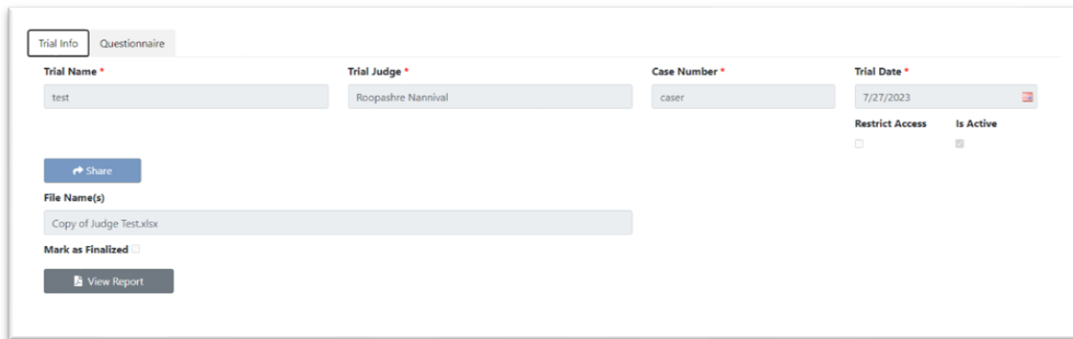 Trial Info Questionnaire
Trial Name * Trial Judge * Case Number * Trial Date *
test Roopashre Nannival caser 7/27/2023
Restrict Access Is Active
Share
File Name(s)
Copy of Judge Test.xlsx
Mark as Finalized
View Report